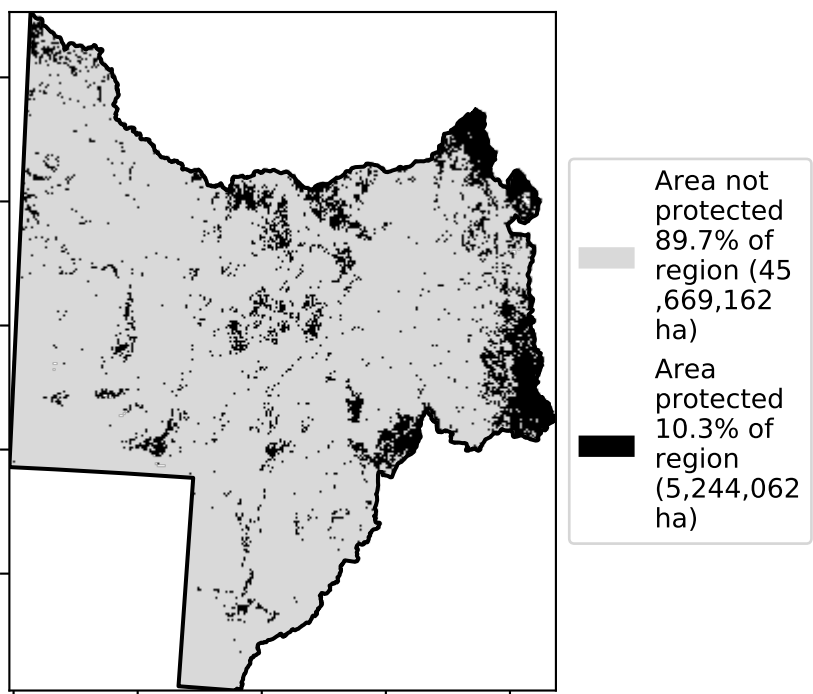 Area not
protected
89.7% of
region (45
,669,162
ha)
Area
protected
10.3% of
region
(5,244,062
ha)